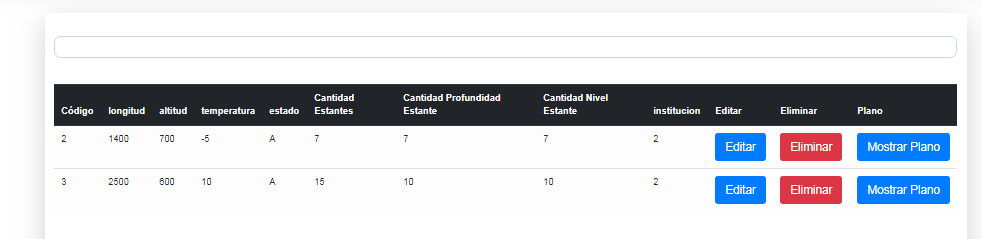 Código longitud altitud temperatura estado Cantidad Estantes Cantidad Profundidad Estante Cantidad Nivel Estante institucion Editar Eliminar Plano
2 1400 700 -5 A 7 7 7 2 Editar Eliminar Mostrar Plano
3 2500 600 10 A 15 10 10 2 Editar Eliminar Mostrar Plano